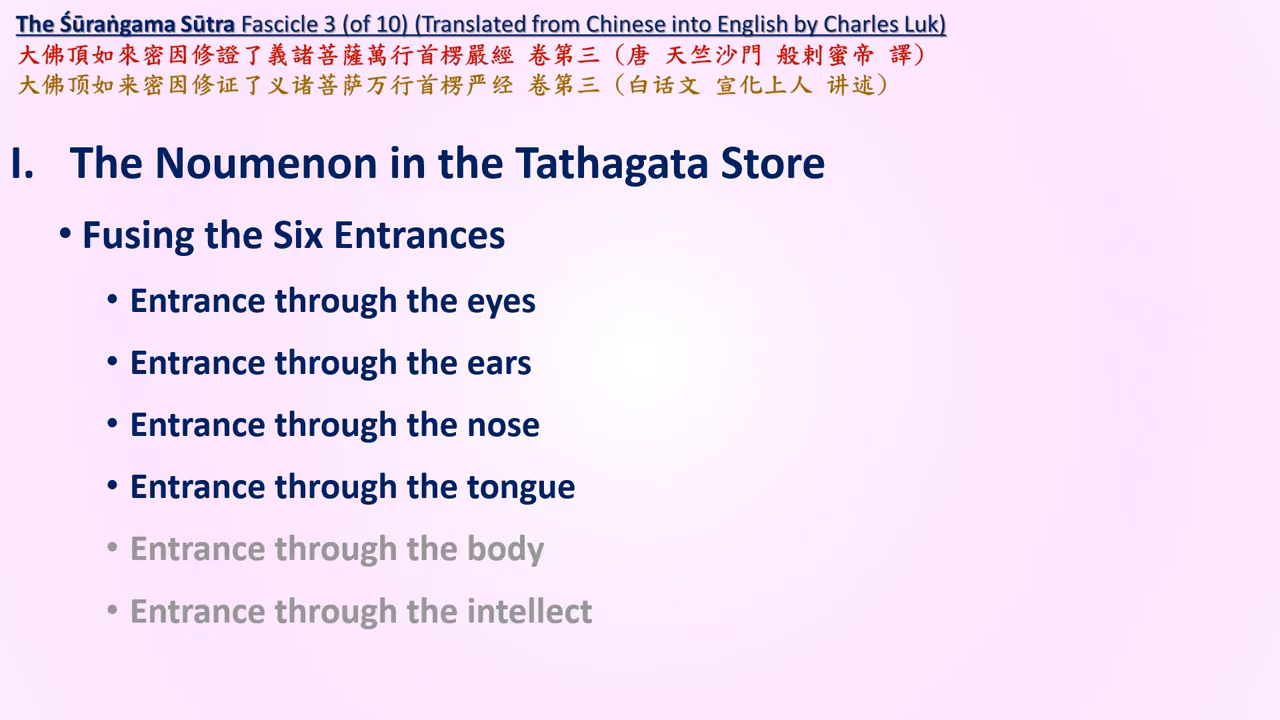 The Śūraṅgama Sūtra Fascicle 3 (of 10) (Translated from Chinese into English by Charles Luk)
大佛頂如來密因修證了義諸菩薩萬行首楞嚴經 卷第三（唐 天竺沙門 般剌蜜帝 譯）
大佛顶如来密因修证了义诸菩萨万行首楞严经 卷第三（白话文 宣化上人 讲述）
I. The Noumenon in the Tathagata Store
• Fusing the Six Entrances
• Entrance through the eyes
• Entrance through the ears
• Entrance through the nose
• Entrance through the tongue
• Entrance through the body
• Entrance through the intellect